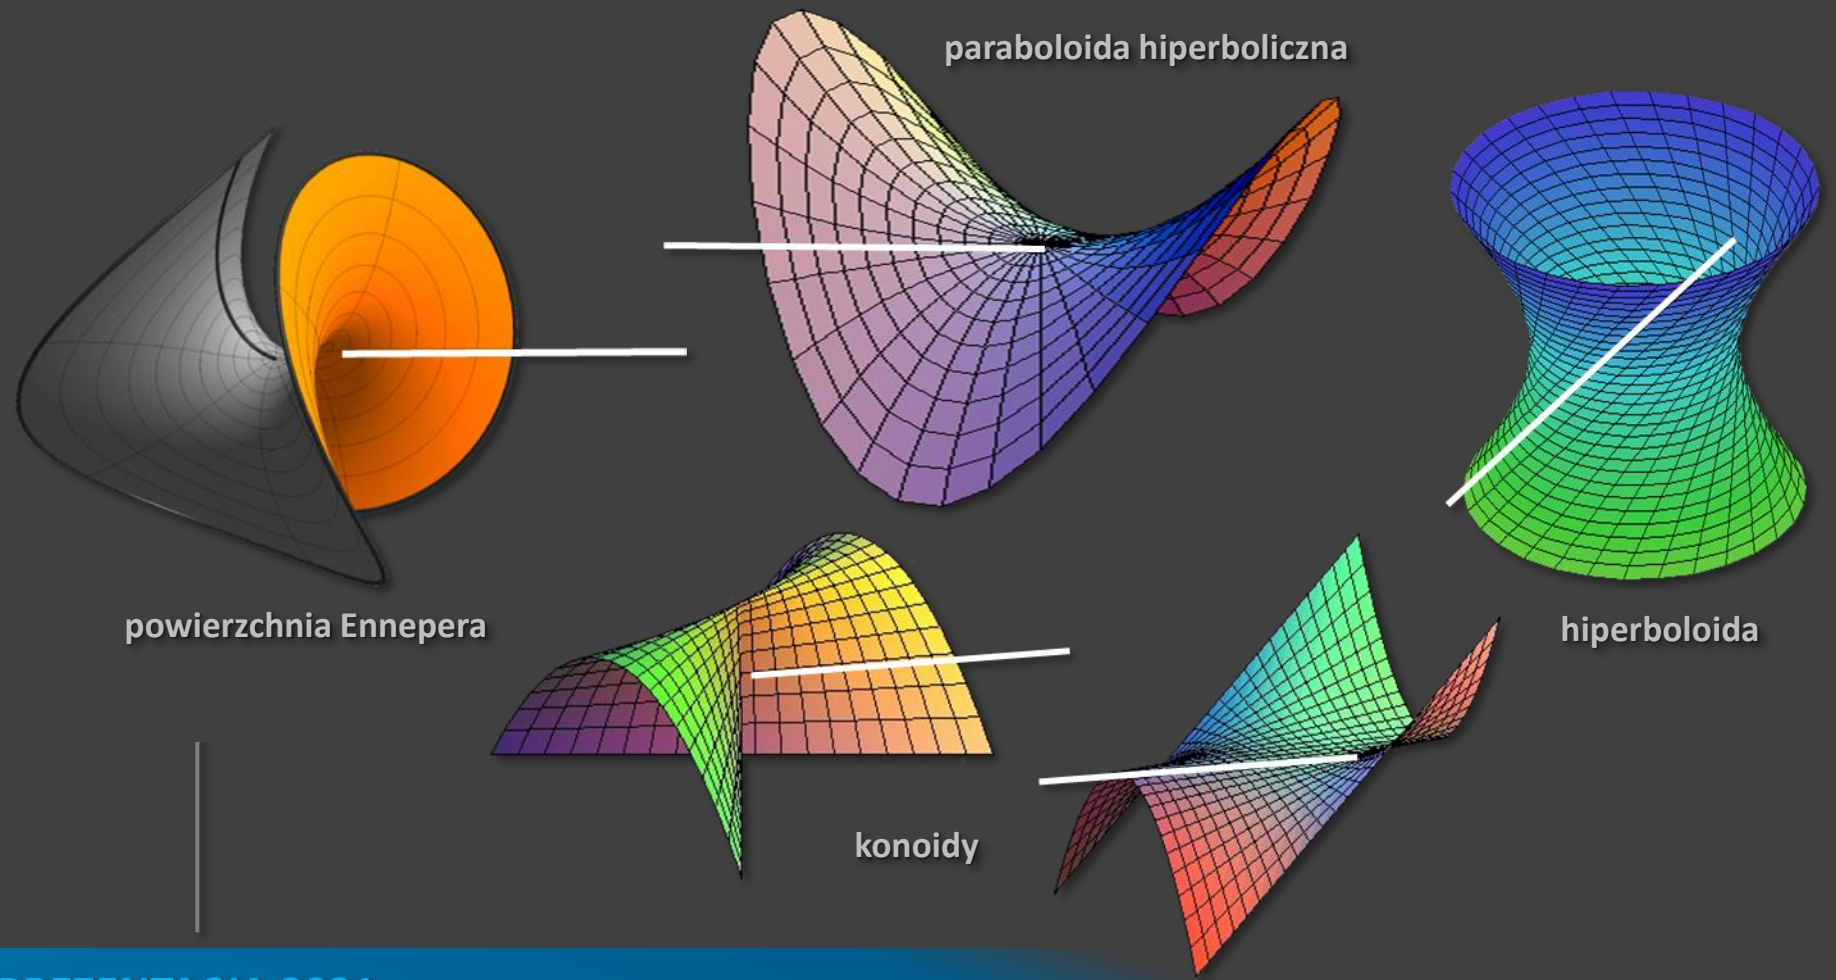 paraboloida hiperboliczna
powierzchnia Ennepera
hiperboloida
konoidy